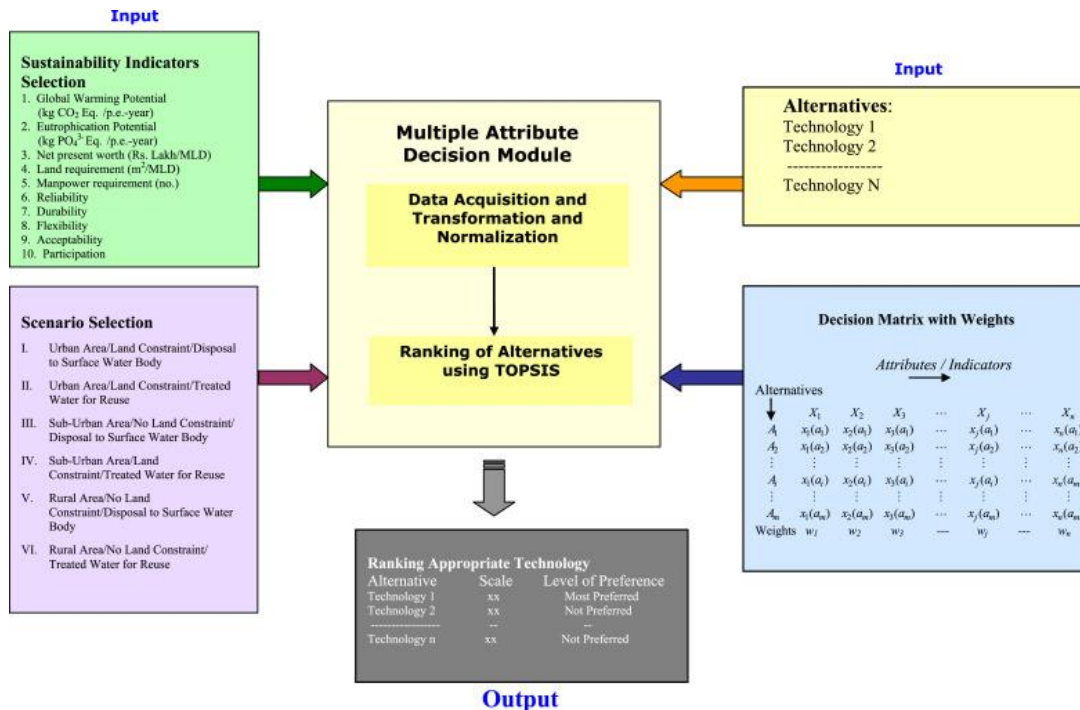 Input
Sustainability Indicators
Selection
1. Global Warming Potential
(kg CO₂ Eq. /p.e.-year)
2. Eutrophication Potential
(kg PO₄³⁻ Eq. /p.e.-year)
3. Net present worth (Rs. Lakh/MLD)
4. Land requirement (m²/MLD)
5. Manpower requirement (no.)
6. Reliability
7. Durability
8. Flexibility
9. Acceptability
10. Participation
Scenario Selection
I. Urban Area/Land Constraint/Disposal
to Surface Water Body
II. Urban Area/Land Constraint/Treated
Water for Reuse
III. Sub-Urban Area/No Land Constraint/
Disposal to Surface Water Body
IV. Sub-Urban Area/Land
Constraint/Treated Water for Reuse
V. Rural Area/No Land
Constraint/Disposal to Surface Water
Body
VI. Rural Area/No Land Constraint/
Treated Water for Reuse
Multiple Attribute
Decision Module
Data Acquisition and
Transformation and
Normalization
Ranking of Alternatives
using TOPSIS
Input
Alternatives:
Technology 1
Technology 2
-----------------
Technology N
Decision Matrix with Weights
Attributes / Indicators
Alternatives
X₁ X₂ X₃ ⋯ Xⱼ ⋯ Xₙ
A₁ x₁(a₁) x₂(a₁) x₃(a₁) ⋯ xⱼ(a₁) ⋯ xₙ(a₁)
A₂ x₁(a₂) x₂(a₂) x₃(a₂) ⋯ xⱼ(a₂) ⋯ xₙ(a₂)
⋮ ⋮ ⋮ ⋮ ⋮ ⋮ ⋮ ⋮
Aᵢ x₁(aᵢ) x₂(aᵢ) x₃(aᵢ) ⋯ xⱼ(aᵢ) ⋯ xₙ(aₘ
⋮ ⋮ ⋮ ⋮ ⋮ ⋮ ⋮ ⋮
Aₘ x₁(aₘ) x₂(aₘ) x₃(aₘ) ⋯ xⱼ(aₘ) ⋯ xₙ(aₘ
Weights w₁ w₂ w₃ --- wⱼ --- wₙ
Ranking Appropriate Technology
Alternative Scale Level of Preference
Technology 1 xx Most Preferred
Technology 2 xx Not Preferred
----------------- -- --
Technology n xx Not Preferred
Output